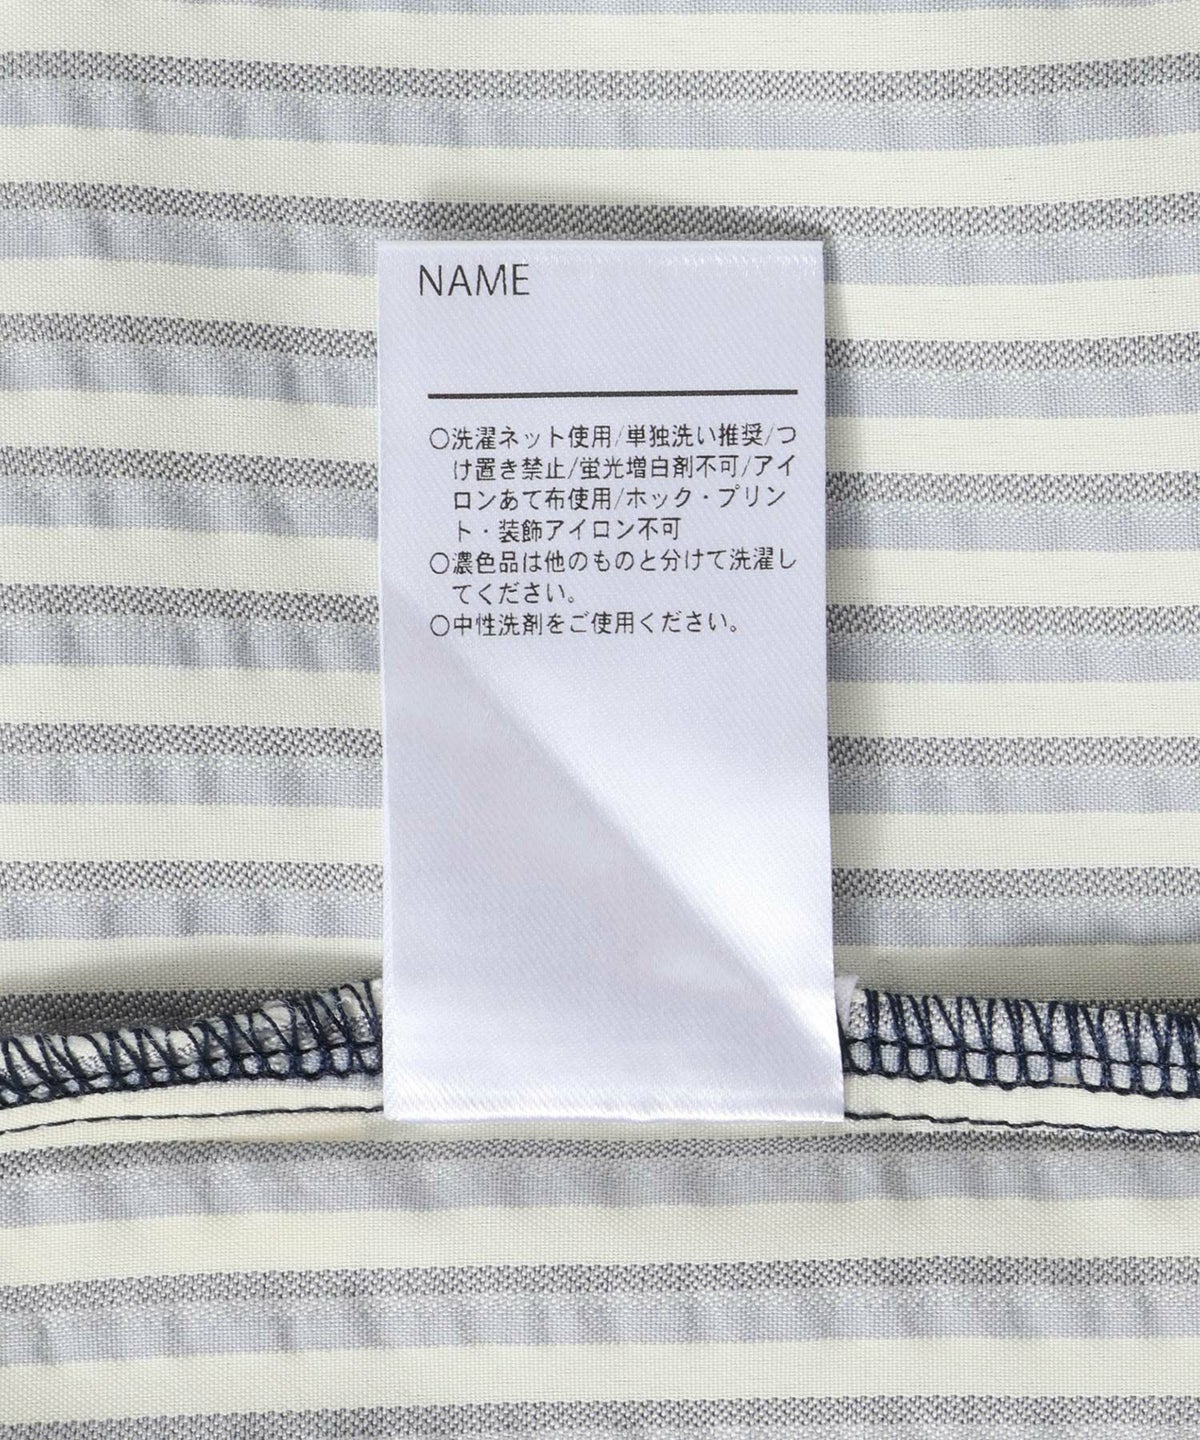 NAME
○洗濯ネット使用/単独洗い推奨/つ
け置き禁止/蛍光増白剤不可/アイ
ロンあて布使用/ホック・プリン
ト・装飾アイロン不可
○濃色品は他のものと分けて洗濯し
てください。
○中性洗剤をご使用ください。